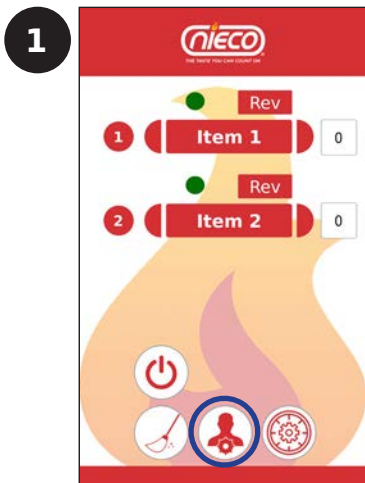 1
nieco
THE TASTE YOU CAN COUNT ON
Rev
1 Item 1 0
Rev
2 Item 2 0